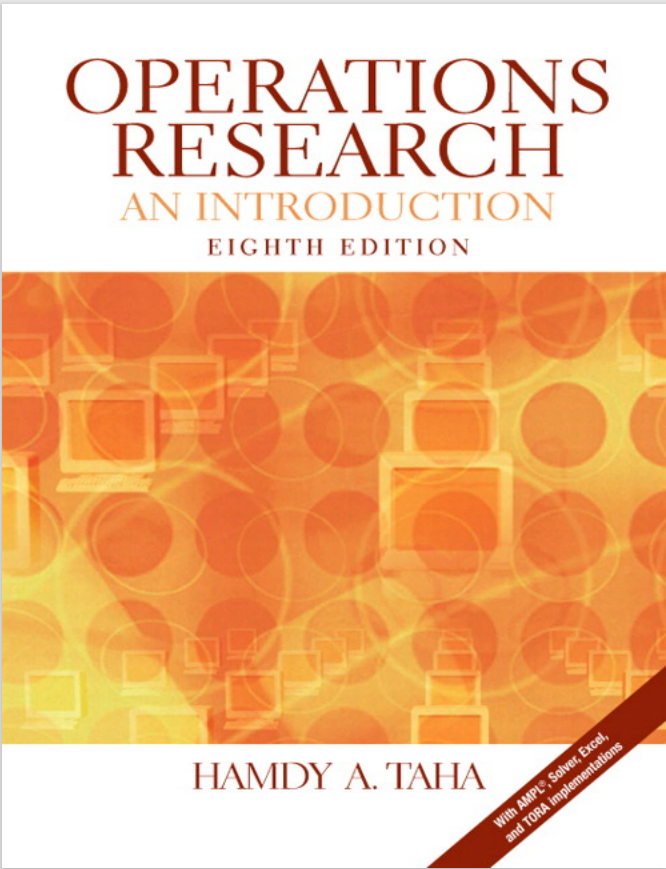 OPERATIONS
RESEARCH
AN INTRODUCTION
EIGHTH EDITION
HAMDY A. TAHA
With AMPL®, Solver, Excel,
and TORA implementations